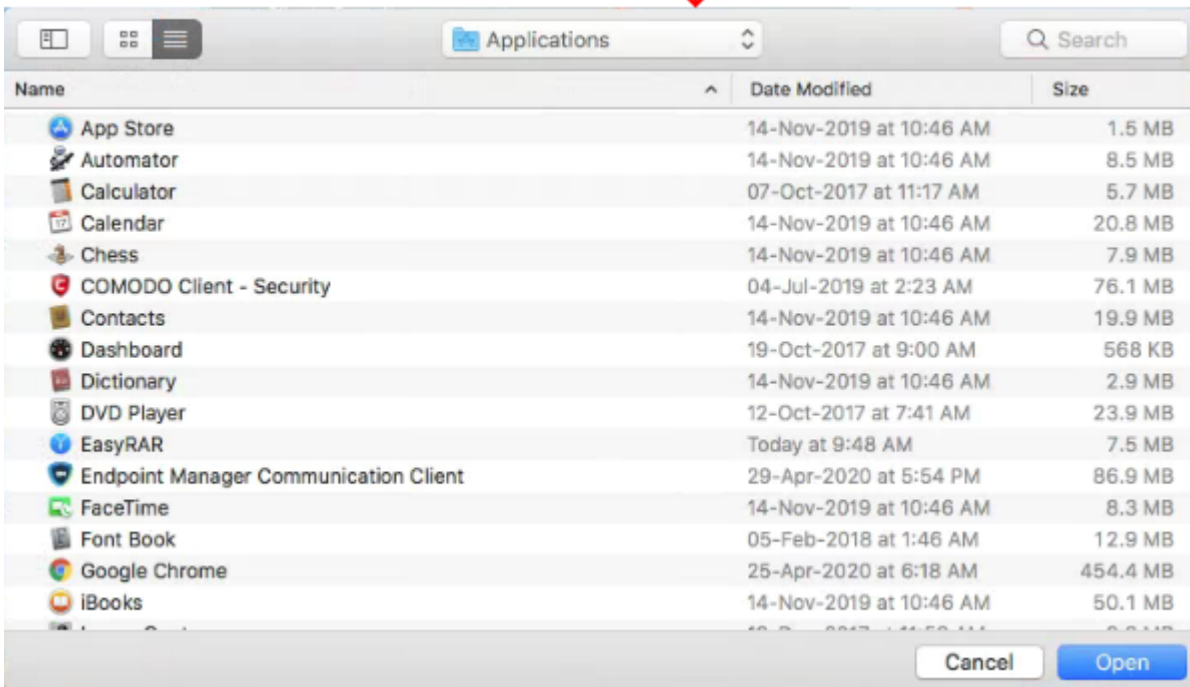 Applications
Search
Name Date Modified Size
App Store 14-Nov-2019 at 10:46 AM 1.5 MB
Automator 14-Nov-2019 at 10:46 AM 8.5 MB
Calculator 07-Oct-2017 at 11:17 AM 5.7 MB
17
Calendar 14-Nov-2019 at 10:46 AM 20.8 MB
Chess 14-Nov-2019 at 10:46 AM 7.9 MB
COMODO Client - Security 04-Jul-2019 at 2:23 AM 76.1 MB
Contacts 14-Nov-2019 at 10:46 AM 19.9 MB
Dashboard 19-Oct-2017 at 9:00 AM 568 KB
Dictionary 14-Nov-2019 at 10:46 AM 2.9 MB
DVD Player 12-Oct-2017 at 7:41 AM 23.9 MB
EasyRAR Today at 9:48 AM 7.5 MB
Endpoint Manager Communication Client 29-Apr-2020 at 5:54 PM 86.9 MB
FaceTime 14-Nov-2019 at 10:46 AM 8.3 MB
Font Book 05-Feb-2018 at 1:46 AM 12.9 MB
Google Chrome 25-Apr-2020 at 6:18 AM 454.4 MB
iBooks 14-Nov-2019 at 10:46 AM 50.1 MB
Cancel Open